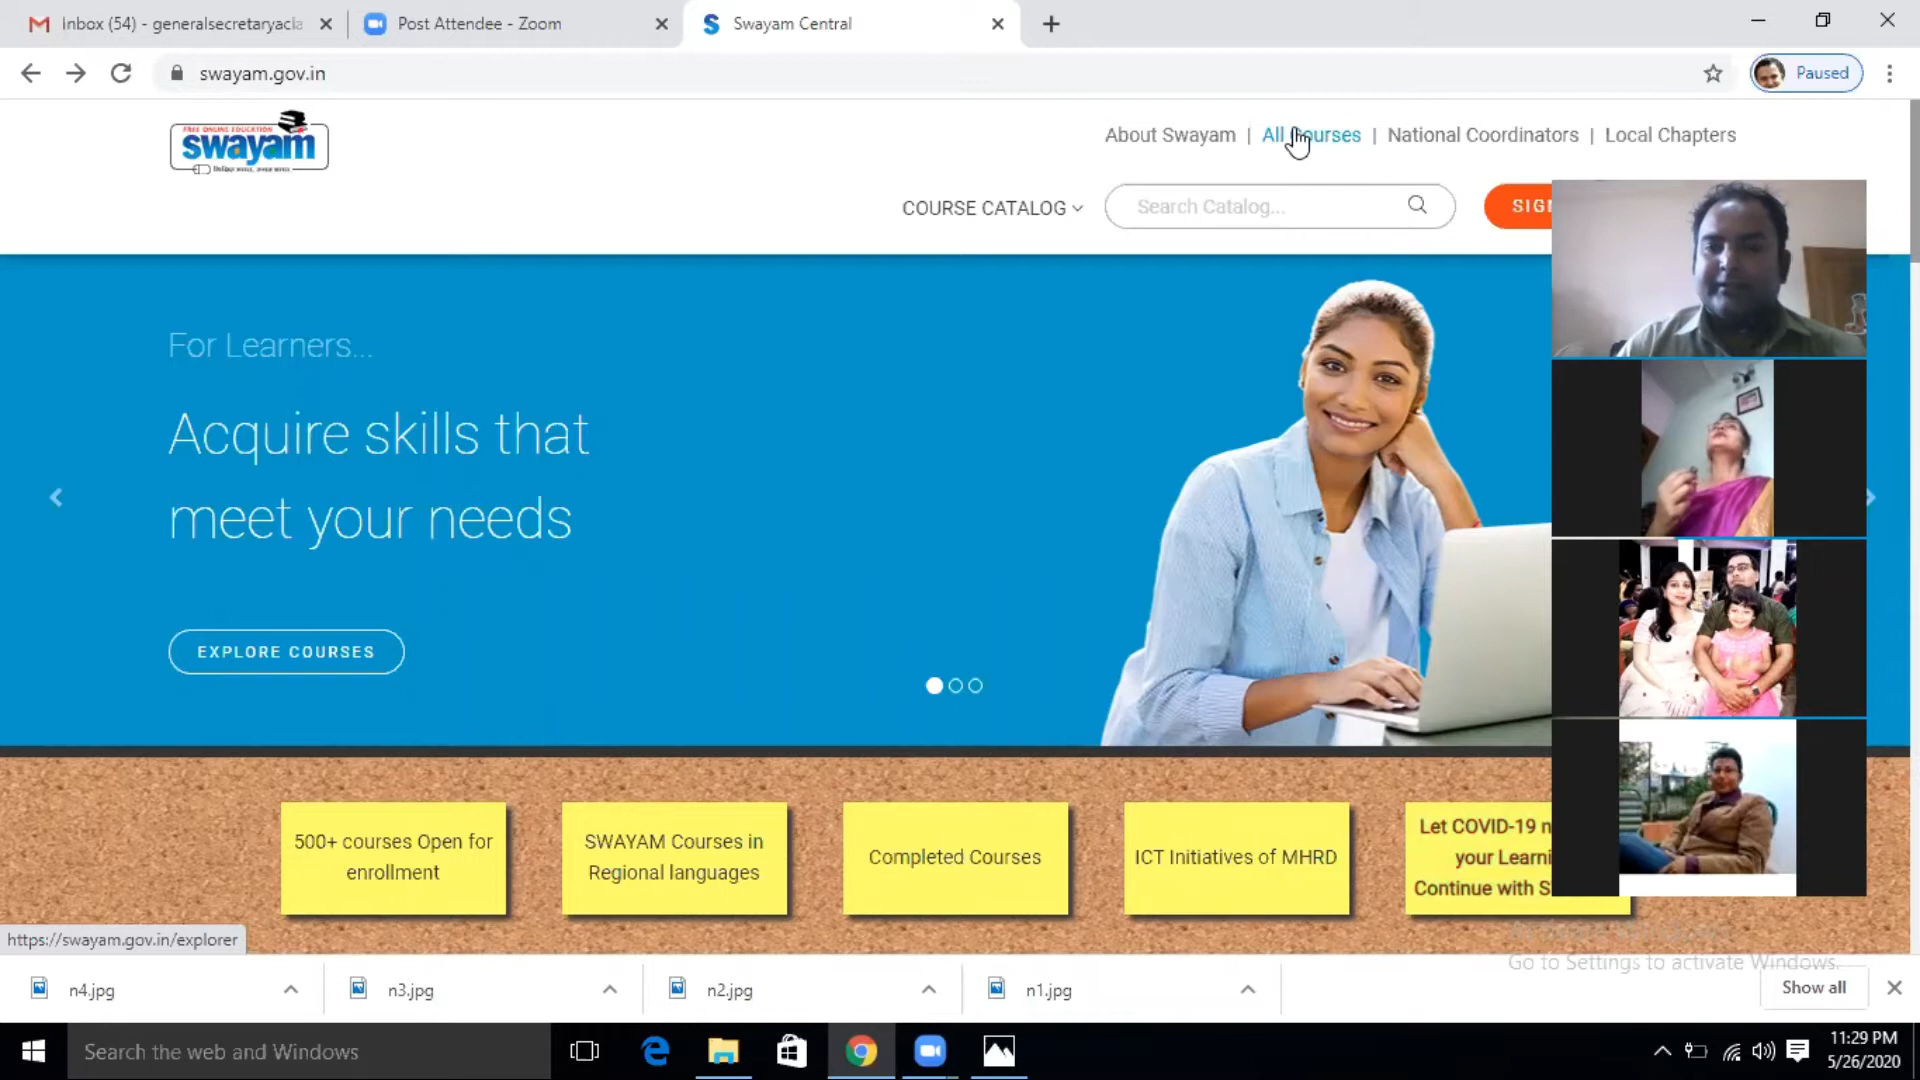 Inbox (54) - generalsecretaryacla
Post Attendee - Zoom
Swayam Central
swayam.gov.in
Paused
FREE ONLINE EDUCATION
swayam
About Swayam | All Courses | National Coordinators | Local Chapters
COURSE CATALOG
Search Catalog...
SIGN
For Learners...
Acquire skills that
meet your needs
EXPLORE COURSES
500+ courses Open for
enrollment
SWAYAM Courses in
Regional languages
Completed Courses
ICT Initiatives of MHRD
Let COVID-19 n
your Learni
Continue with S
https://swayam.gov.in/explorer
Go to Settings to activate Windows.
n4.jpg
n3.jpg
n2.jpg
n1.jpg
Show all
Search the web and Windows
11:29 PM
5/26/2020